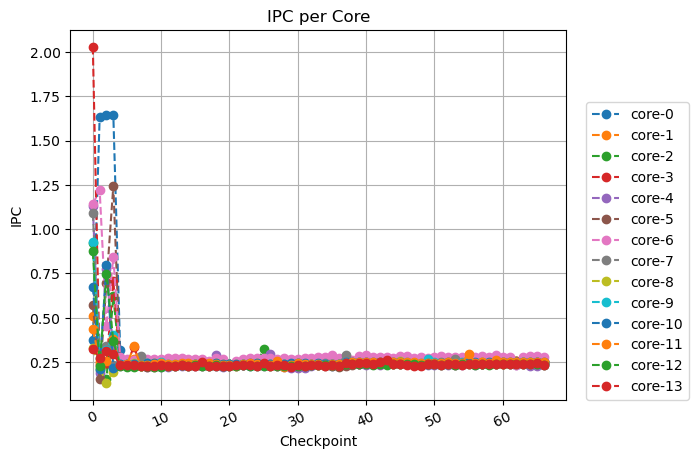 IPC per Core
IPC
2.00
1.75
1.50
1.25
1.00
0.75
0.50
0.25
0
10
20
30
40
50
60
Checkpoint
core-0
core-1
core-2
core-3
core-4
core-5
core-6
core-7
core-8
core-9
core-10
core-11
core-12
core-13